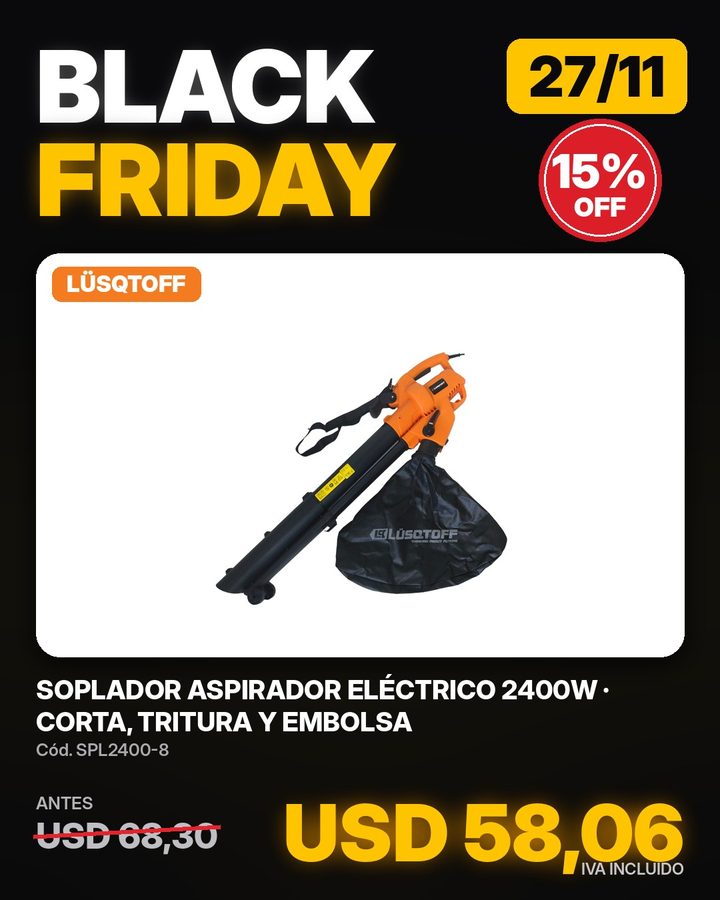 BLACK
FRIDAY
27/11
15%
OFF
LÜSQTOFF
LÜSQTOFF
SOPLADOR ASPIRADOR ELÉCTRICO 2400W ·
CORTA, TRITURA Y EMBOLSA
Cód. SPL2400-8
ANTES
USD 68,30
USD 58,06
IVA INCLUIDO